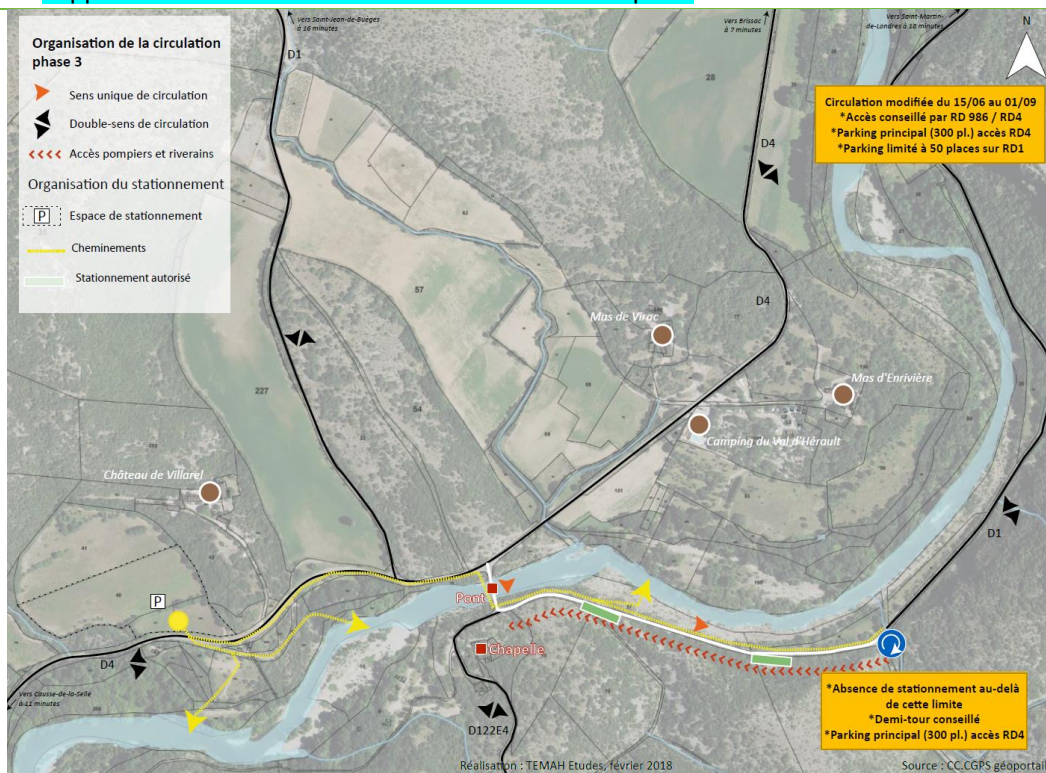 Vers Saint-Jean-de-Buèges
à 16 minutes
Vers Brissac
à 7 minutes
Vers Saint-Martin-
de-Londres à 18 minutes
N
Organisation de la circulation
phase 3
Sens unique de circulation
Double-sens de circulation
Accès pompiers et riverains
Organisation du stationnement
P Espace de stationnement
Cheminements
Stationnement autorisé
D1
28
Circulation modifiée du 15/06 au 01/09
*Accès conseillé par RD 986 / RD4
*Parking principal (300 pl.) accès RD4
*Parking limité à 50 places sur RD1
D4
57
D4
Mas de Virac
Mas d'Enrivière
227
54
Camping du Val d'Hérault
Château de Villarel
D1
P
Pont
Chapelle
D4
Vers Causse-de-la-Selle
à 11 minutes
D122E4
*Absence de stationnement au-delà
de cette limite
*Demi-tour conseillé
*Parking principal (300 pl.) accès RD4
Réalisation : TEMAH Etudes, février 2018
Source : CC.CGPS géoportail